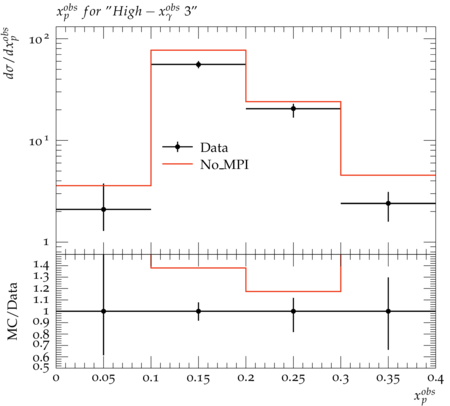 x_p^obs for "High − x_γ^obs 3"
dσ/dx_p^obs
10^2
10^1
1
Data
No_MPI
MC/Data
1.4
1.3
1.2
1.1
1
0.9
0.8
0.7
0.6
0.5
0 0.05 0.1 0.15 0.2 0.25 0.3 0.35 0.4
x_p^obs